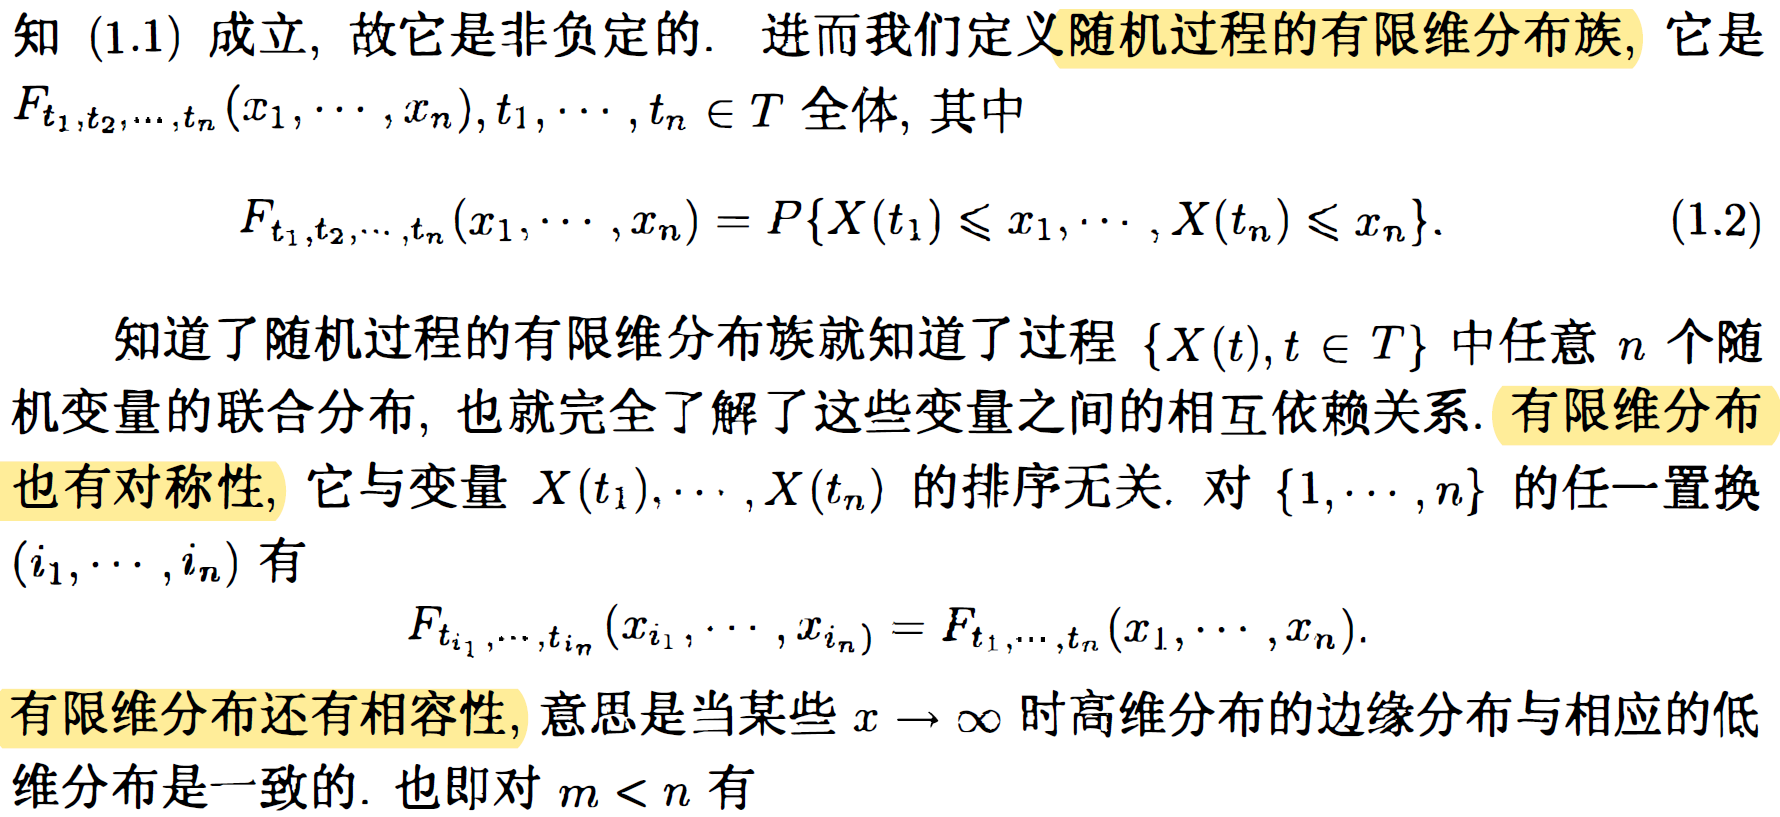 知 (1.1) 成立, 故它是非负定的. 进而我们定义随机过程的有限维分布族, 它是
$F_{t_1,t_2,\cdots,t_n}(x_1,\cdots,x_n), t_1,\cdots,t_n \in T$ 全体, 其中
$F_{t_1,t_2,\cdots,t_n}(x_1,\cdots,x_n) = P\{X(t_1) \leqslant x_1,\cdots,X(t_n) \leqslant x_n\}.$ (1.2)
知道了随机过程的有限维分布族就知道了过程 $\{X(t), t \in T\}$ 中任意 $n$ 个随
机变量的联合分布, 也就完全了解了这些变量之间的相互依赖关系. 有限维分布
也有对称性, 它与变量 $X(t_1),\cdots,X(t_n)$ 的排序无关. 对 $\{1,\cdots,n\}$ 的任一置换
$(i_1,\cdots,i_n)$ 有
$F_{t_{i_1},\cdots,t_{i_n}}(x_{i_1},\cdots,x_{i_n}) = F_{t_1,\cdots,t_n}(x_1,\cdots,x_n).$
有限维分布还有相容性, 意思是当某些 $x \to \infty$ 时高维分布的边缘分布与相应的低
维分布是一致的. 也即对 $m < n$ 有